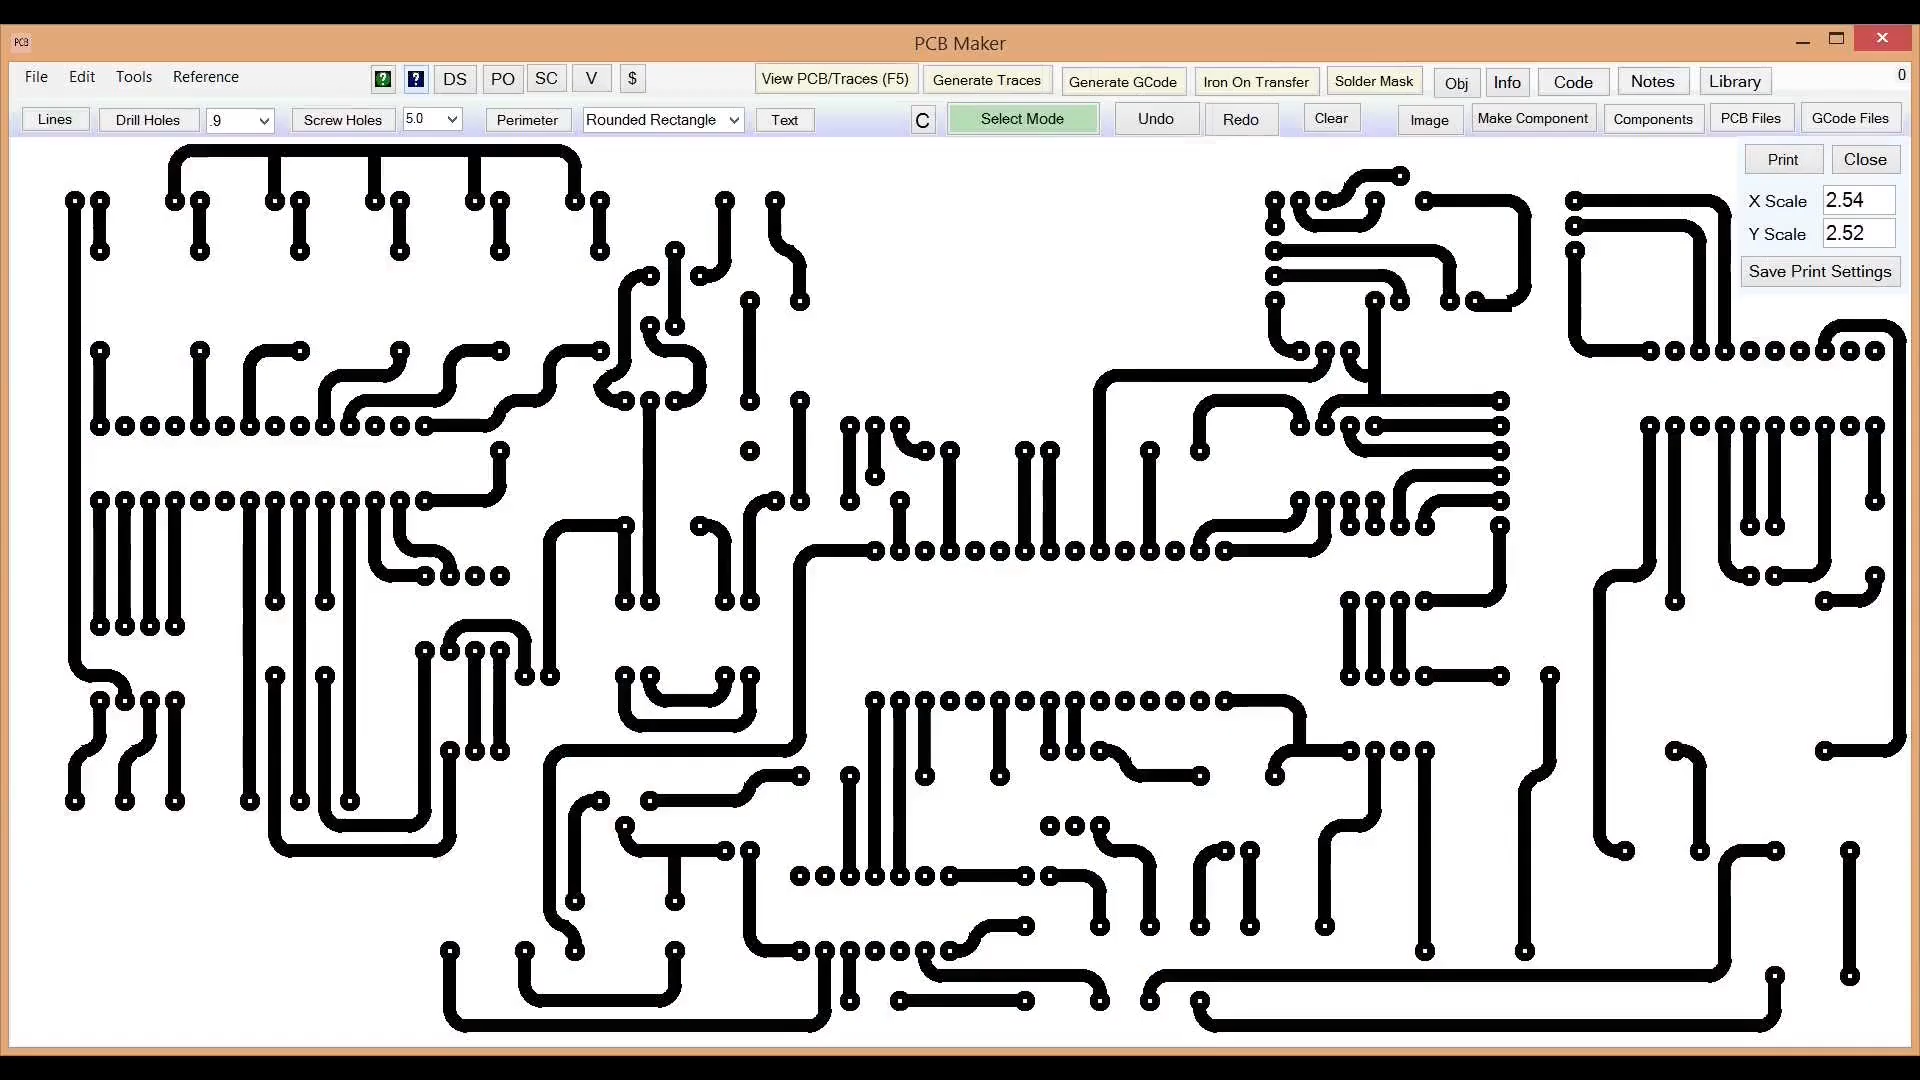 PCB PCB Maker
File Edit Tools Reference ? ? DS PO SC V $ View PCB/Traces (F5) Generate Traces Generate GCode Iron On Transfer Solder Mask Obj Info Code Notes Library 0
Lines Drill Holes .9 Screw Holes 5.0 Perimeter Rounded Rectangle Text C Select Mode Undo Redo Clear Image Make Component Components PCB Files GCode Files
Print Close
X Scale 2.54
Y Scale 2.52
Save Print Settings